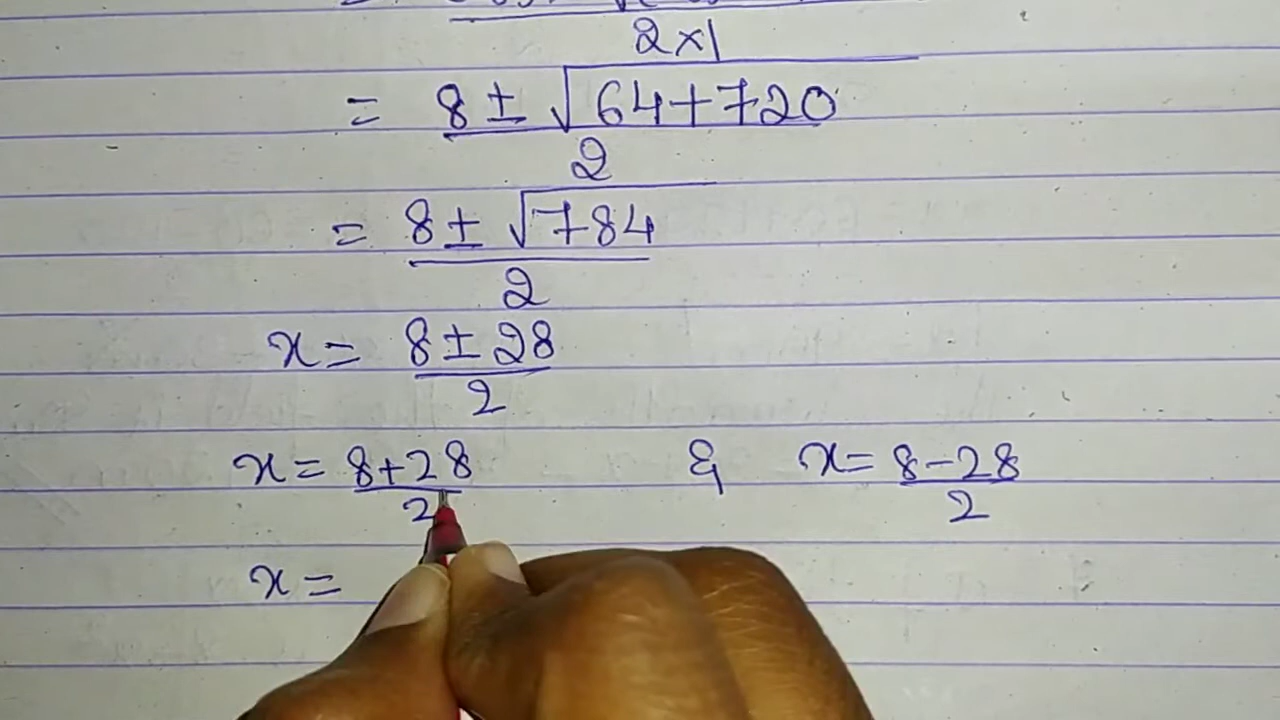 2×1
= 8 ± √64+720
2
= 8 ± √784
2
x = 8 ± 28
2
x = 8+28 & x = 8-28
2 2
x =